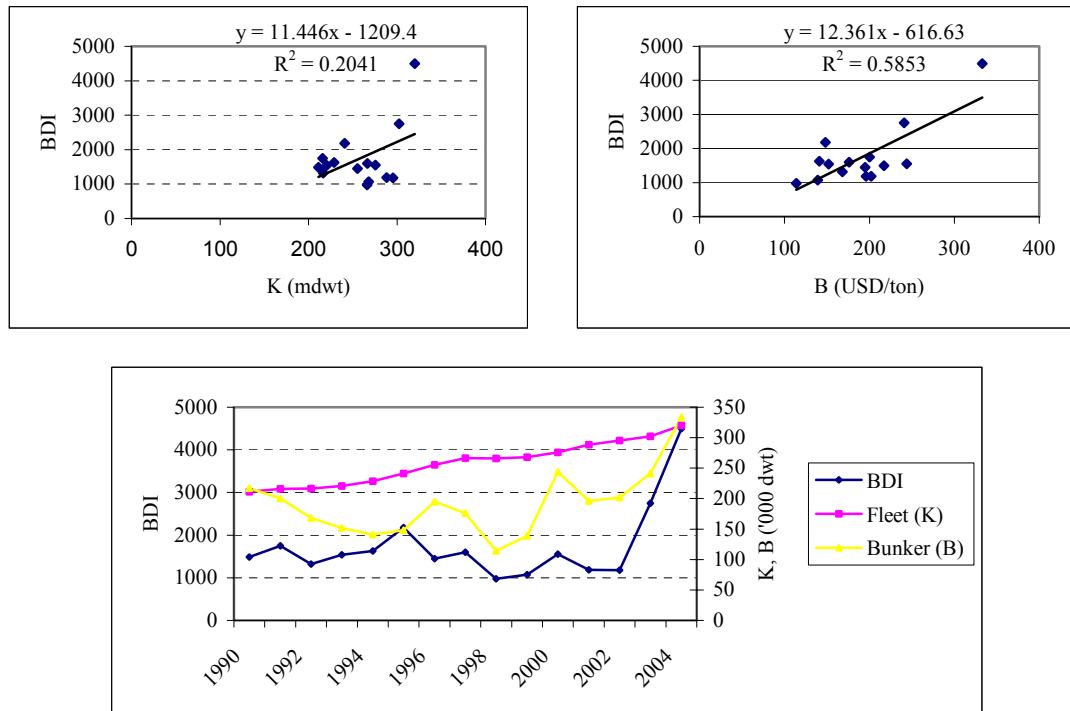 y = 11.446x - 1209.4
R² = 0.2041
5000
4000
3000
2000
1000
0
BDI
0 100 200 300 400
K (mdwt)
y = 12.361x - 616.63
R² = 0.5853
5000
4000
3000
2000
1000
0
BDI
0 100 200 300 400
B (USD/ton)
5000
4000
3000
2000
1000
0
BDI
350
300
250
200
150
100
50
0
K, B ('000 dwt)
1990 1992 1994 1996 1998 2000 2002 2004
BDI
Fleet (K)
Bunker (B)